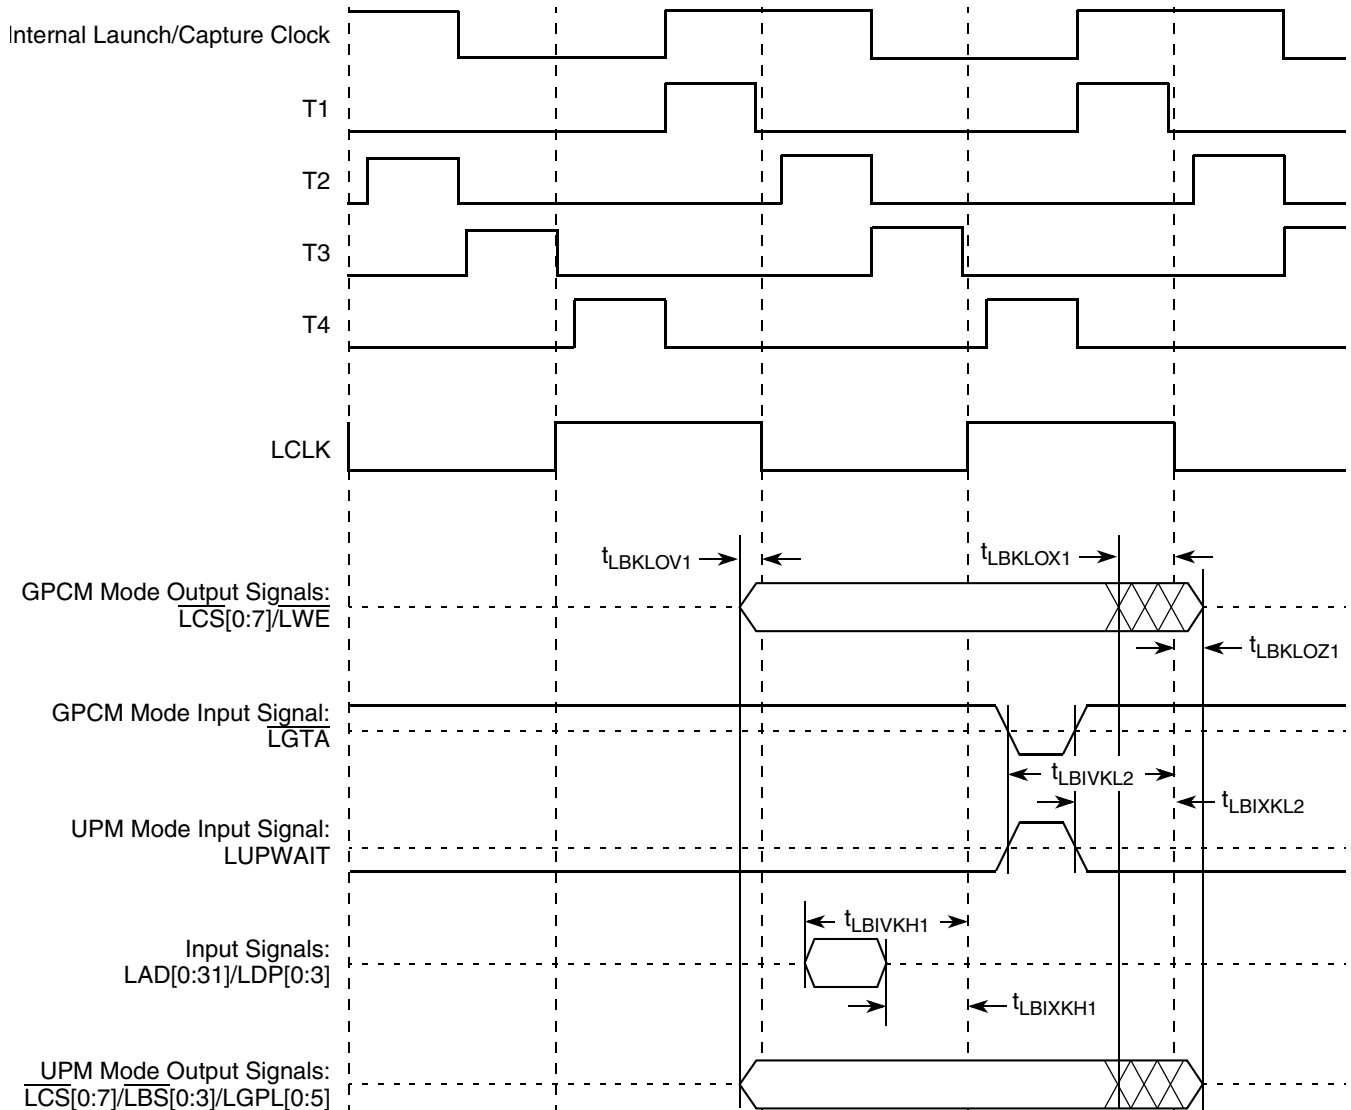 Internal Launch/Capture Clock
T1
T2
T3
T4
LCLK
tLBKLOV1
tLBKLOX1
GPCM Mode Output Signals:
LCS[0:7]/LWE
tLBKLOZ1
GPCM Mode Input Signal:
LGTA
tLBIVKL2
tLBIXKL2
UPM Mode Input Signal:
LUPWAIT
tLBIVKH1
Input Signals:
LAD[0:31]/LDP[0:3]
tLBIXKH1
UPM Mode Output Signals:
LCS[0:7]/LBS[0:3]/LGPL[0:5]